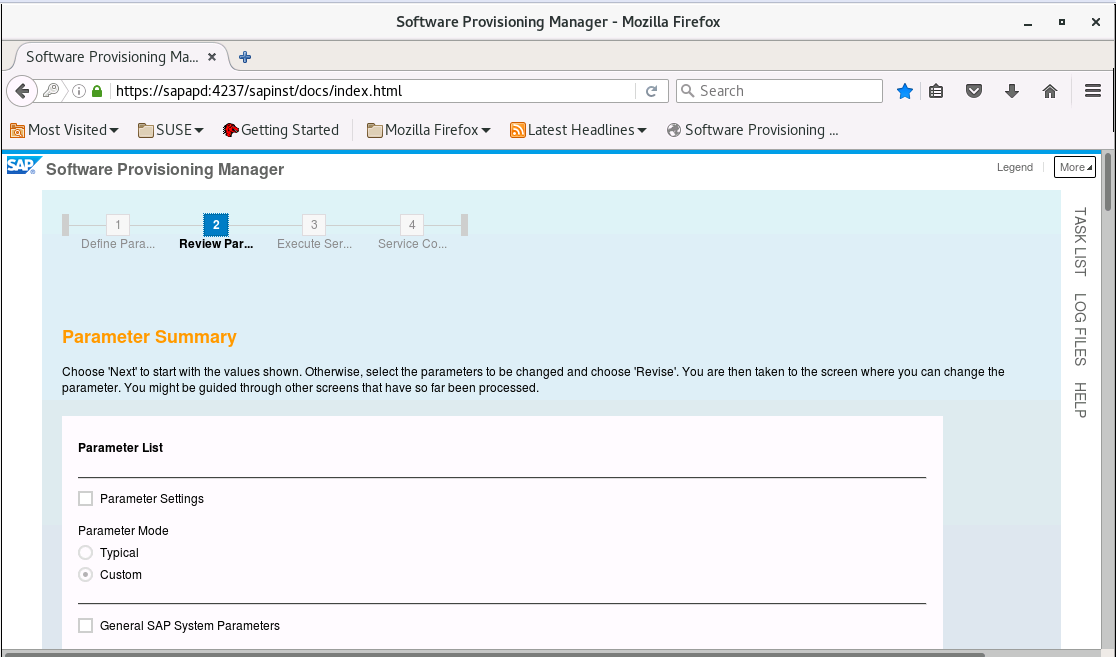 Software Provisioning Manager - Mozilla Firefox
Software Provisioning Ma...
https://sapapd:4237/sapinst/docs/index.html
Search
Most Visited
SUSE
Getting Started
Mozilla Firefox
Latest Headlines
Software Provisioning ...
SAP
Software Provisioning Manager
Legend
More
1
2
3
4
Define Para...
Review Par...
Execute Ser...
Service Co...
TASK LIST
LOG FILES
HELP
Parameter Summary
Choose 'Next' to start with the values shown. Otherwise, select the parameters to be changed and choose 'Revise'. You are then taken to the screen where you can change the
parameter. You might be guided through other screens that have so far been processed.
Parameter List
Parameter Settings
Parameter Mode
Typical
Custom
General SAP System Parameters